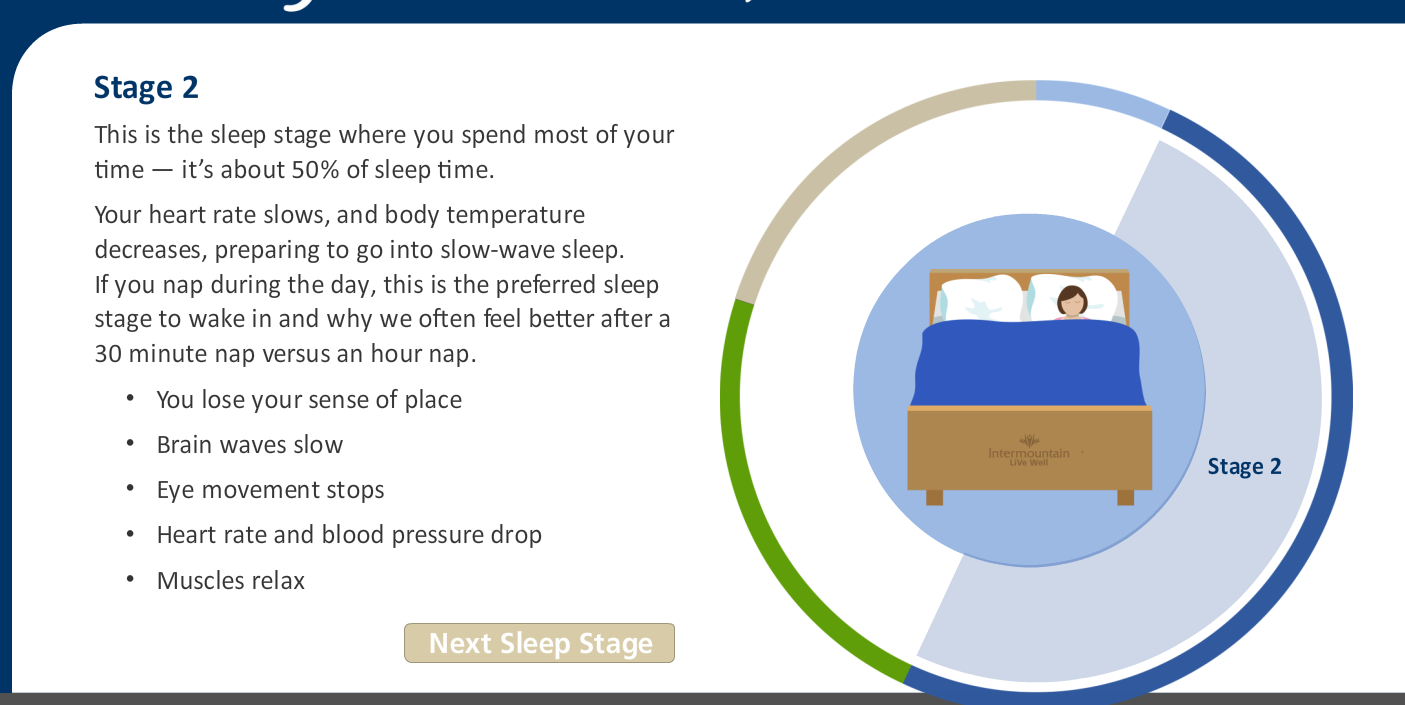 Stage 2
This is the sleep stage where you spend most of your
time — it’s about 50% of sleep time.
Your heart rate slows, and body temperature
decreases, preparing to go into slow-wave sleep.
If you nap during the day, this is the preferred sleep
stage to wake in and why we often feel better after a
30 minute nap versus an hour nap.
• You lose your sense of place
• Brain waves slow
• Eye movement stops
• Heart rate and blood pressure drop
• Muscles relax
Next Sleep Stage
Intermountain
LiVe Well
Stage 2